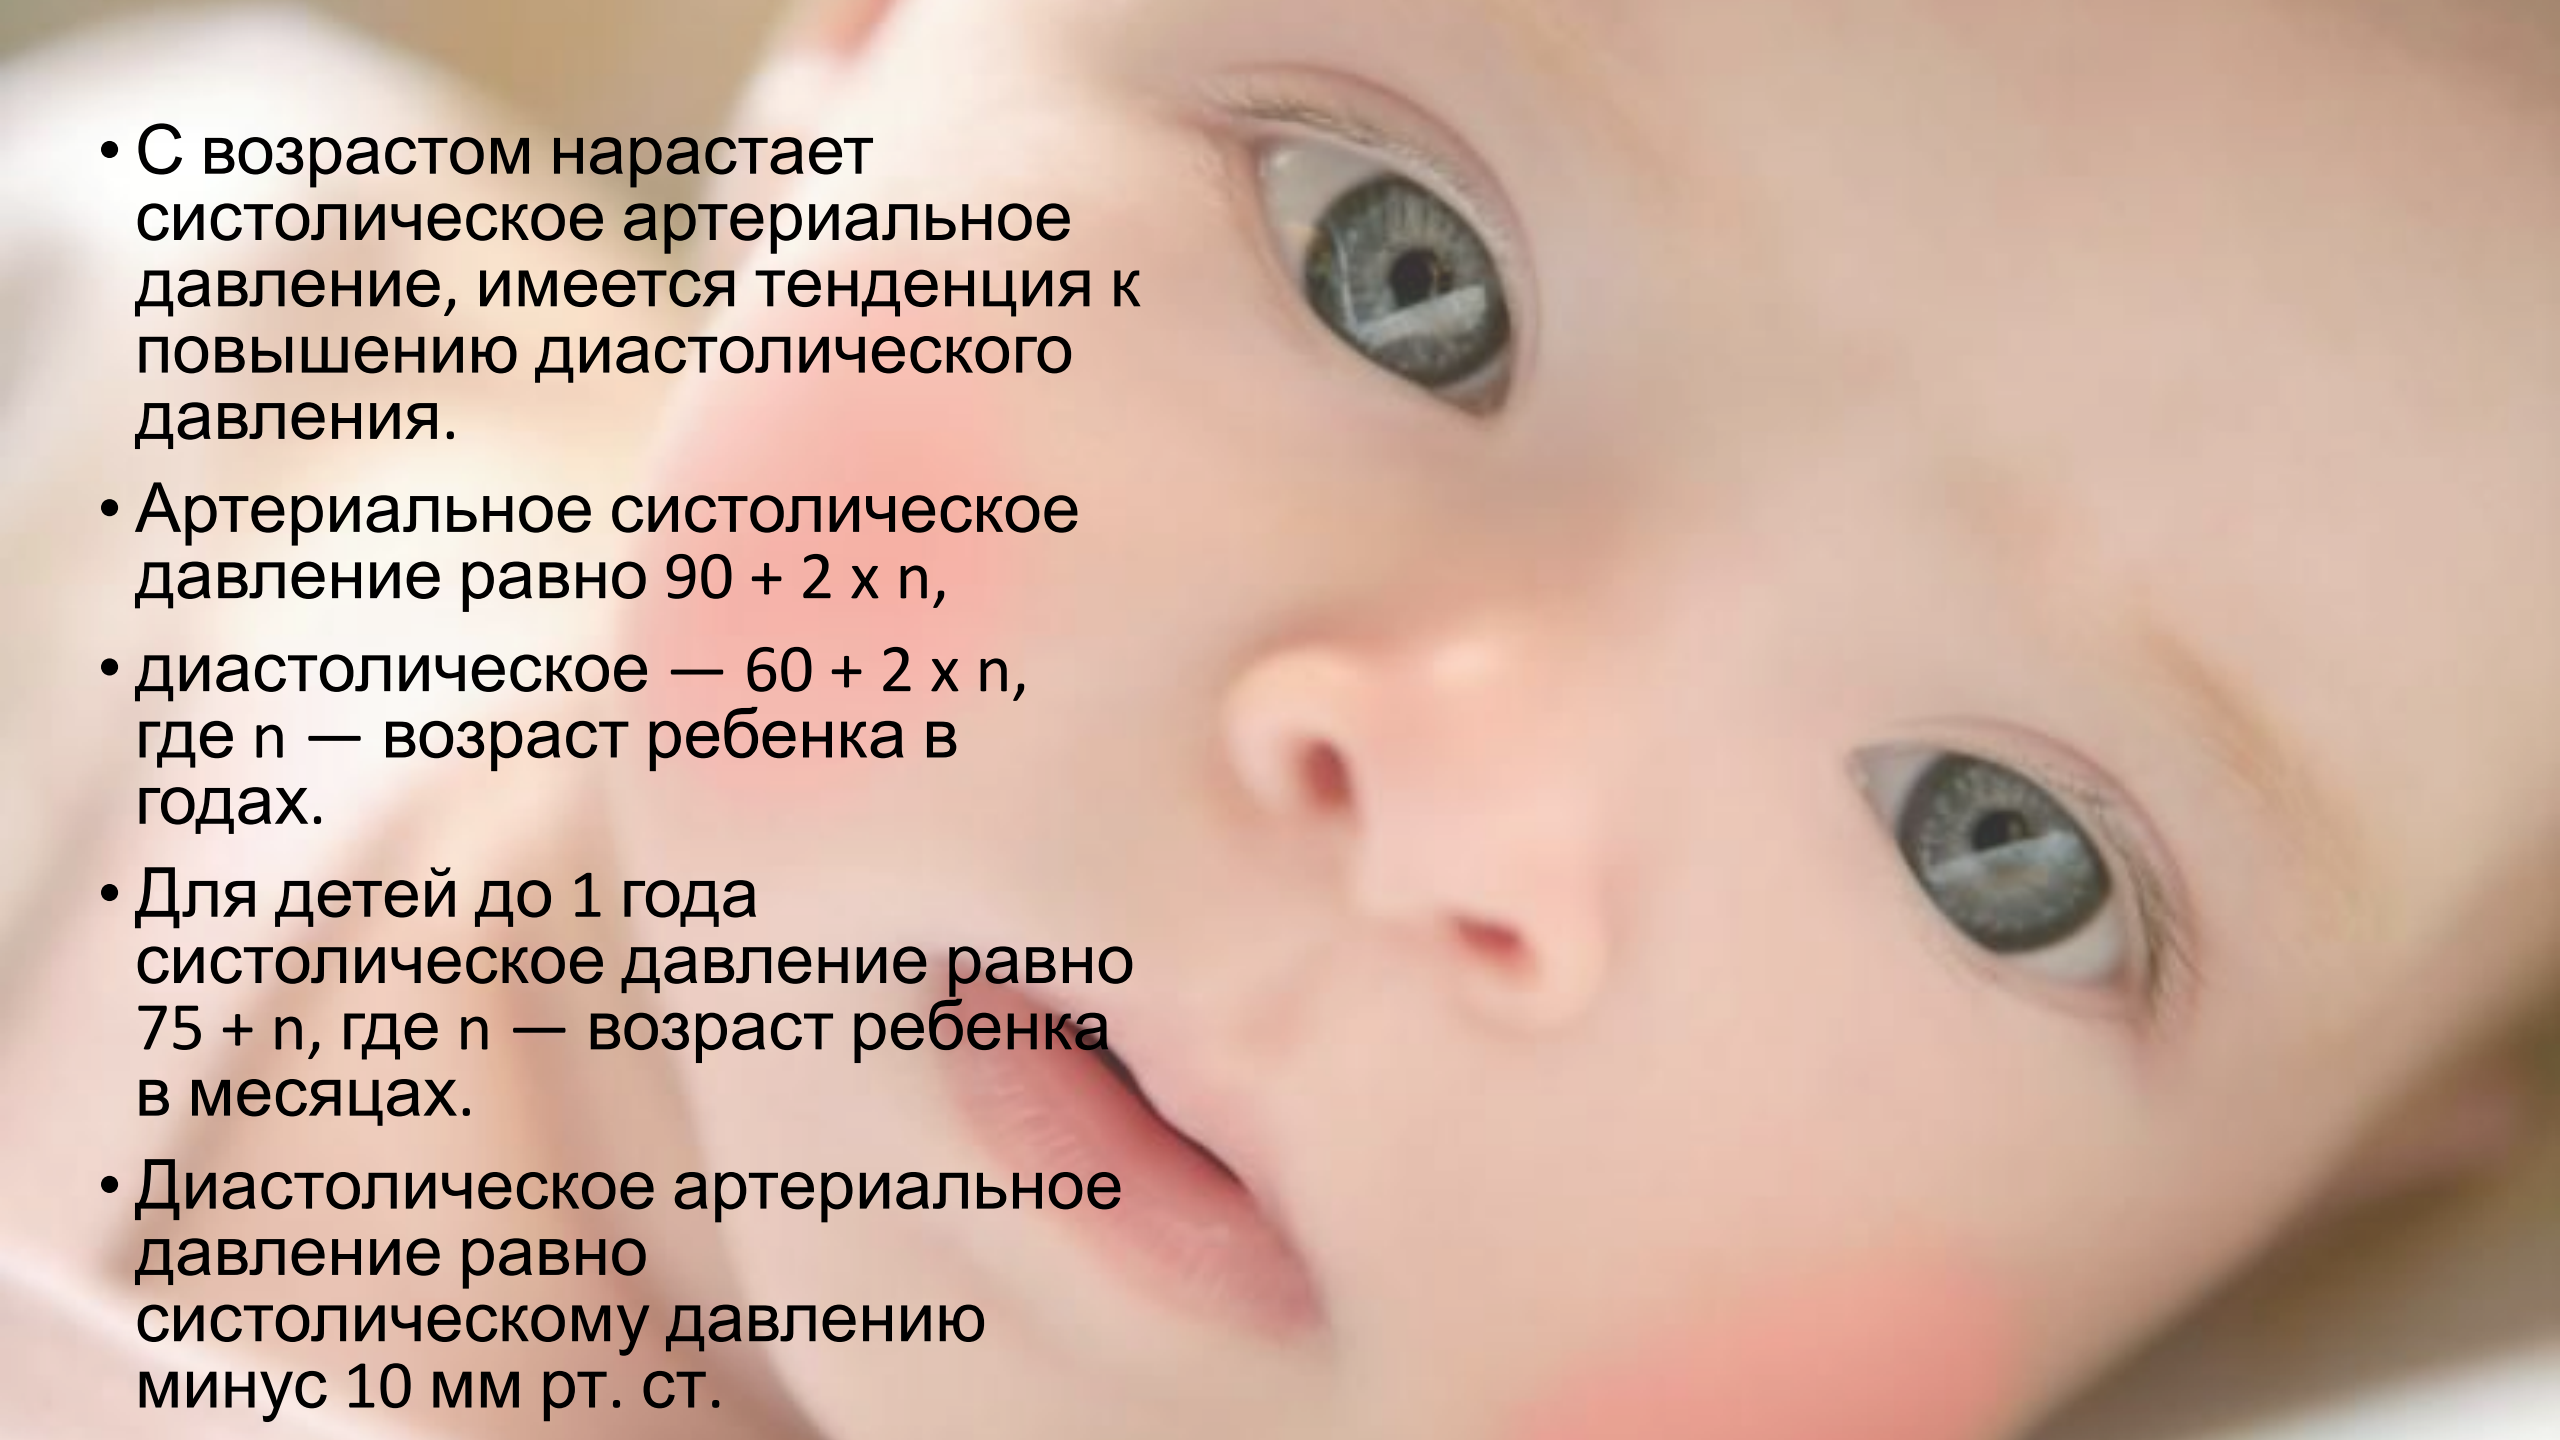 • С возрастом нарастает
систолическое артериальное
давление, имеется тенденция к
повышению диастолического
давления.
• Артериальное систолическое
давление равно 90 + 2 x n,
• диастолическое — 60 + 2 x n,
где n — возраст ребенка в
годах.
• Для детей до 1 года
систолическое давление равно
75 + n, где n — возраст ребенка
в месяцах.
• Диастолическое артериальное
давление равно
систолическому давлению
минус 10 мм рт. ст.